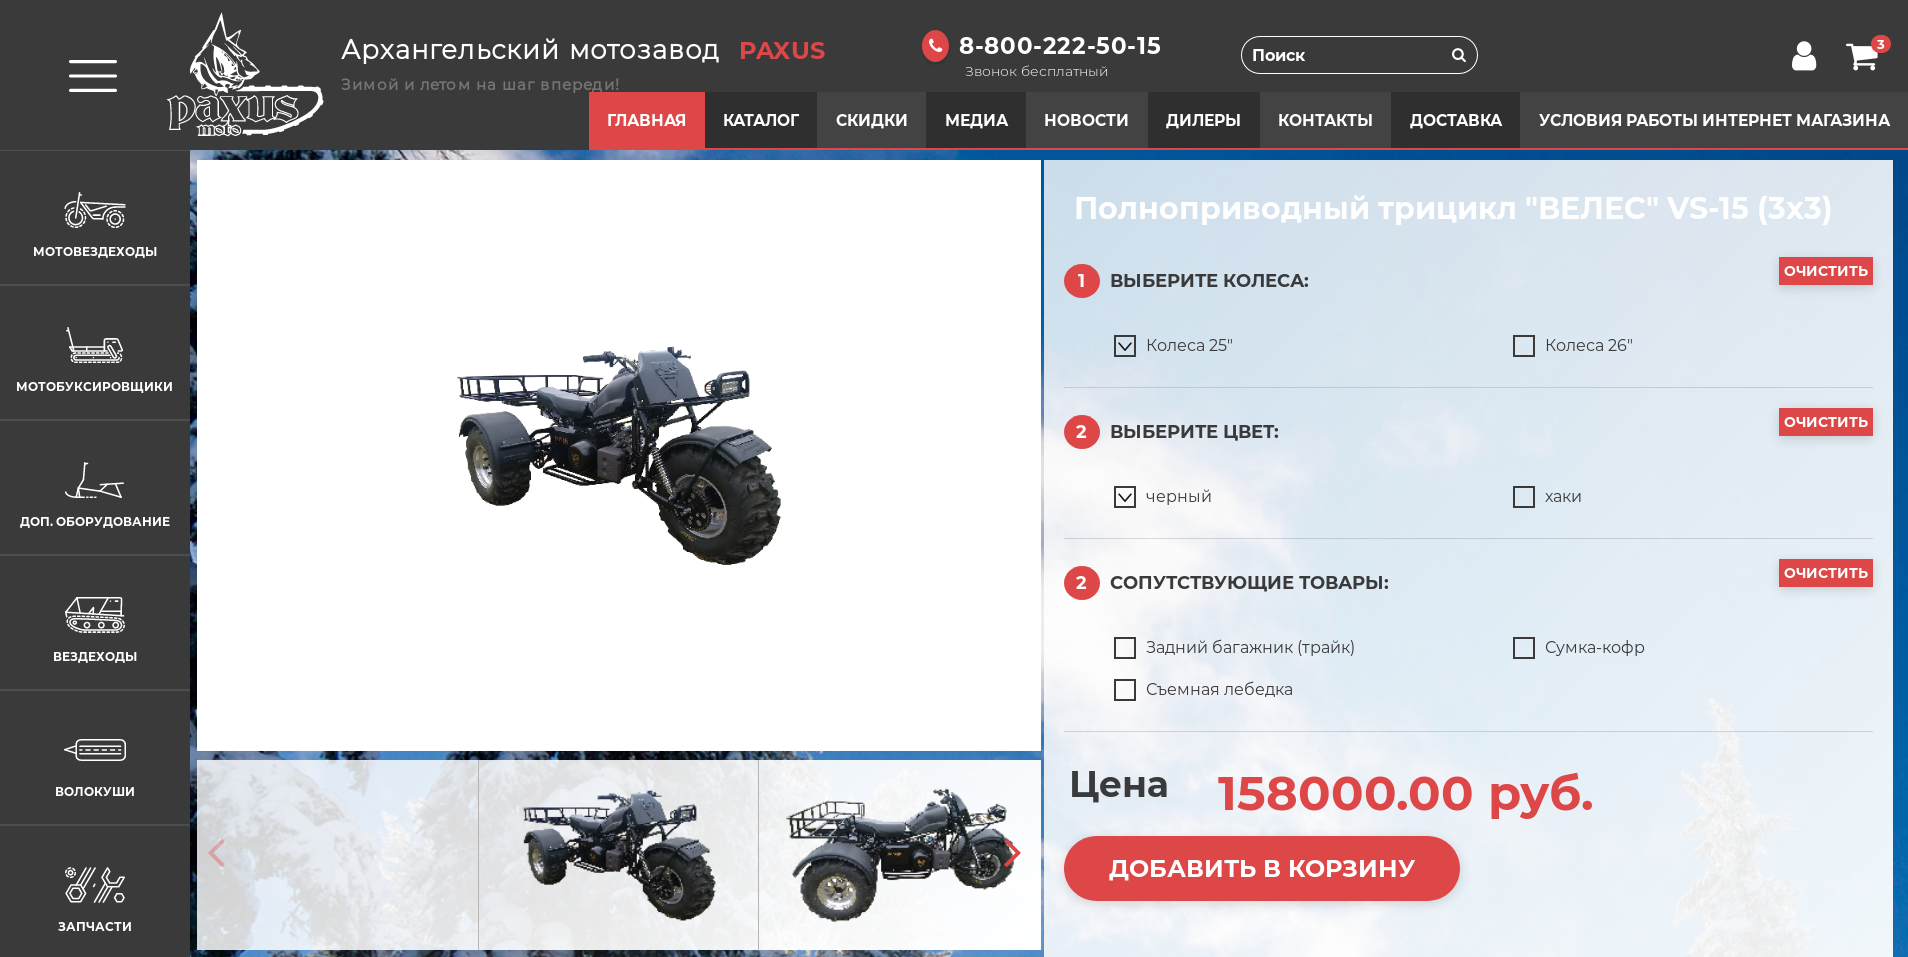 paxus
moto
Архангельский мотозавод PAXUS
Зимой и летом на шаг впереди!
8-800-222-50-15
Звонок бесплатный
Поиск
3
ГЛАВНАЯ КАТАЛОГ СКИДКИ МЕДИА НОВОСТИ ДИЛЕРЫ КОНТАКТЫ ДОСТАВКА УСЛОВИЯ РАБОТЫ ИНТЕРНЕТ МАГАЗИНА
МОТОВЕЗДЕХОДЫ
МОТОБУКСИРОВЩИКИ
ДОП. ОБОРУДОВАНИЕ
ВЕЗДЕХОДЫ
ВОЛОКУШИ
ЗАПЧАСТИ
Полноприводный трицикл "ВЕЛЕС" VS-15 (3х3)
1 ВЫБЕРИТЕ КОЛЕСА: ОЧИСТИТЬ
Колеса 25" Колеса 26"
2 ВЫБЕРИТЕ ЦВЕТ: ОЧИСТИТЬ
черный хаки
2 СОПУТСТВУЮЩИЕ ТОВАРЫ: ОЧИСТИТЬ
Задний багажник (трайк) Сумка-кофр
Съемная лебедка
Цена 158000.00 руб.
ДОБАВИТЬ В КОРЗИНУ